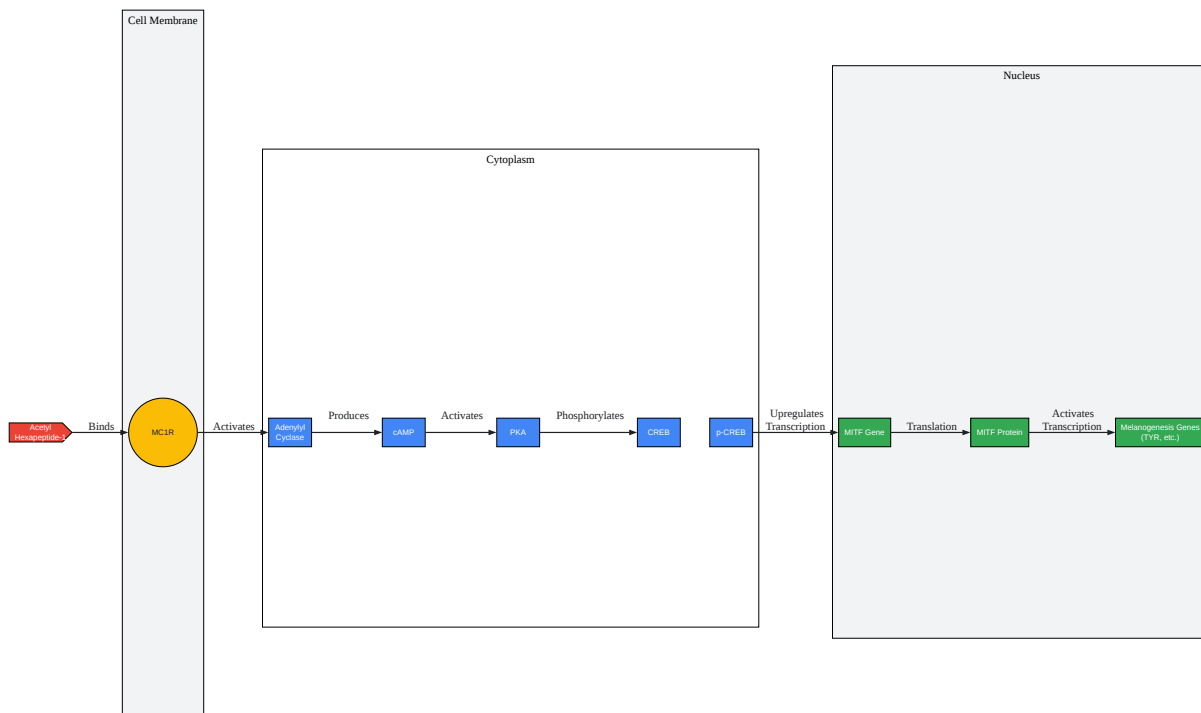 Cell Membrane
Nucleus
Cytoplasm
Acetyl
Hexapeptide-1
Binds
MC1R
Activates
Adenylyl
Cyclase
Produces
cAMP
Activates
PKA
Phosphorylates
CREB
p-CREB
Upregulates
Transcription
MITF Gene
Translation
MITF Protein
Activates
Transcription
Melanogenesis Genes
(TYR, etc.)